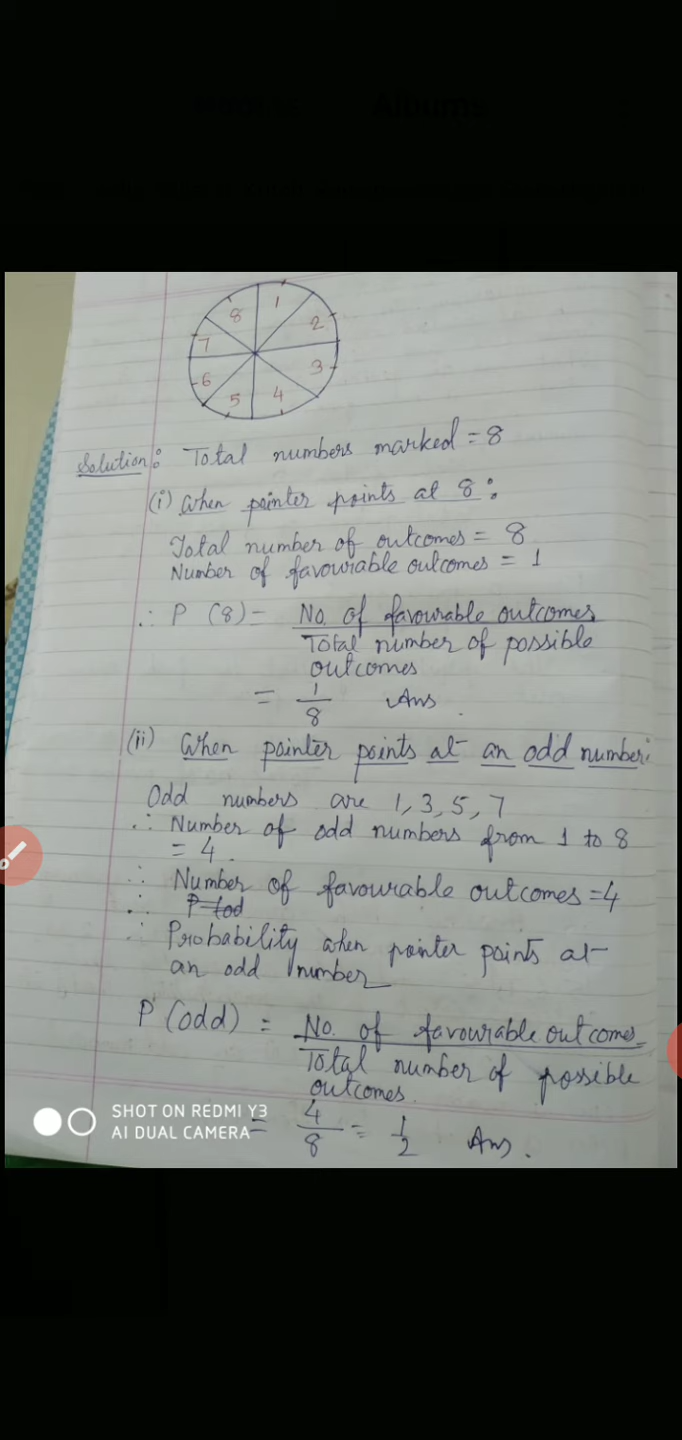 8
1
2
7
3
6
5
4
Solution: Total numbers marked = 8
(i) When pointer points at 8:
Total number of outcomes = 8
Number of favourable outcomes = 1
∴ P (8) = No. of favourable outcomes
Total number of possible
outcomes
= 1
8 Ans.
(ii) When pointer points at an odd number:
Odd numbers are 1, 3, 5, 7
∴ Number of odd numbers from 1 to 8
= 4.
∴ Number of favourable outcomes = 4
∴ P tod
∴ Probability when pointer points at
an odd number
P (odd) = No. of favourable outcomes
Total number of possible
outcomes.
= 4/8 = 1/2 Ans.
SHOT ON REDMI Y3
AI DUAL CAMERA